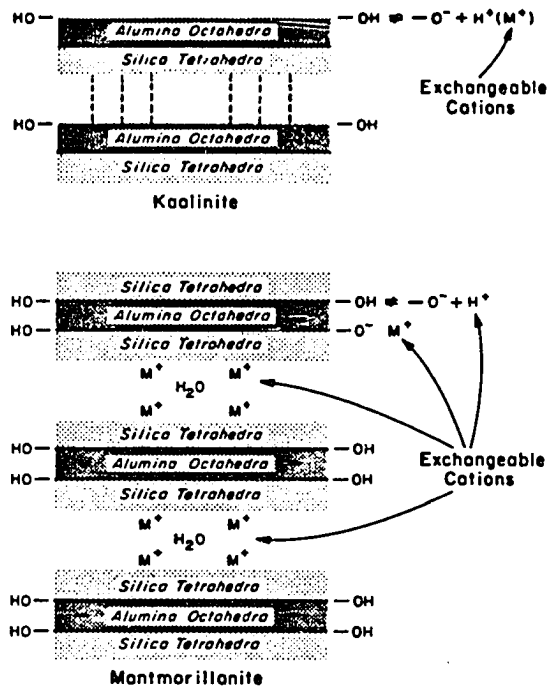 HO— Alumina Octahedra —OH ⇌ —O⁻ + H⁺(M⁺)
Silica Tetrahedra
Exchangeable
Cations
HO— —OH
Alumina Octahedra
Silica Tetrahedra
Kaolinite
Silica Tetrahedra
HO— —OH ⇌ —O⁻ + H⁺
Alumina Octahedra
HO— —O⁻ M⁺
Silica Tetrahedra
M⁺ M⁺
H₂O
M⁺ M⁺
Silica Tetrahedra
HO— —OH
Alumina Octahedra
HO— —OH
Silica Tetrahedra
Exchangeable
Cations
M⁺ M⁺
H₂O
M⁺ M⁺
Silica Tetrahedra
HO— —OH
Alumina Octahedra
HO— —OH
Silica Tetrahedra
Montmorillonite